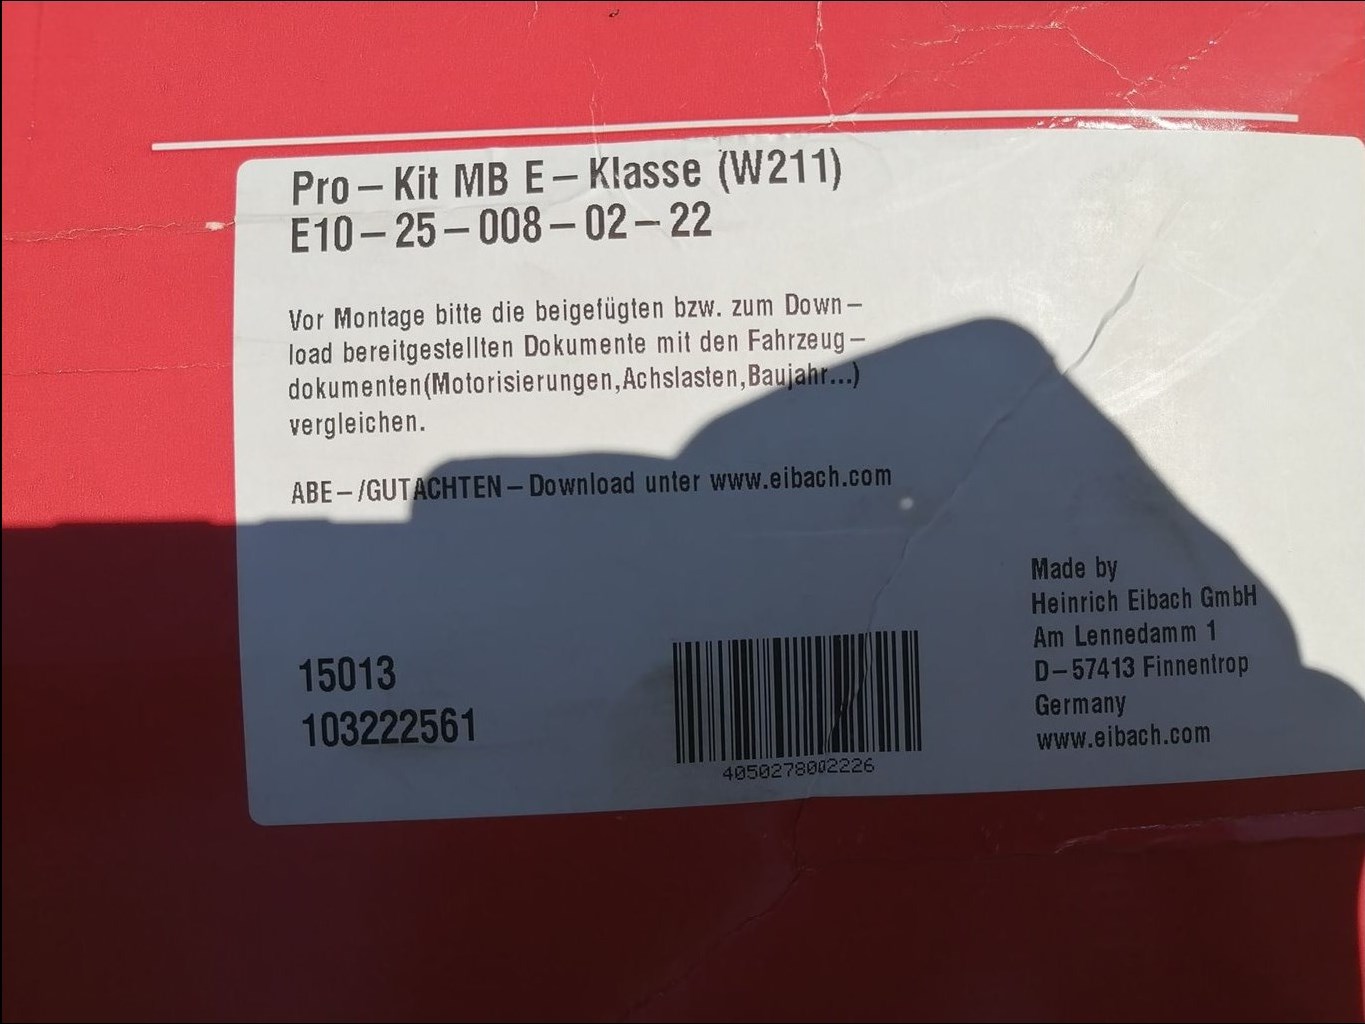 Pro – Kit MB E – Klasse (W211)
E10 – 25 – 008 – 02 – 22
Vor Montage bitte die beigefügten bzw. zum Down –
load bereitgestellten Dokumente mit den Fahrzeug –
dokumenten(Motorisierungen,Achslasten,Baujahr...)
vergleichen.
ABE – /GUTACHTEN – Download unter www.eibach.com
15013
103222561
4050278002226
Made by
Heinrich Eibach GmbH
Am Lennedamm 1
D – 57413 Finnentrop
Germany
www.eibach.com